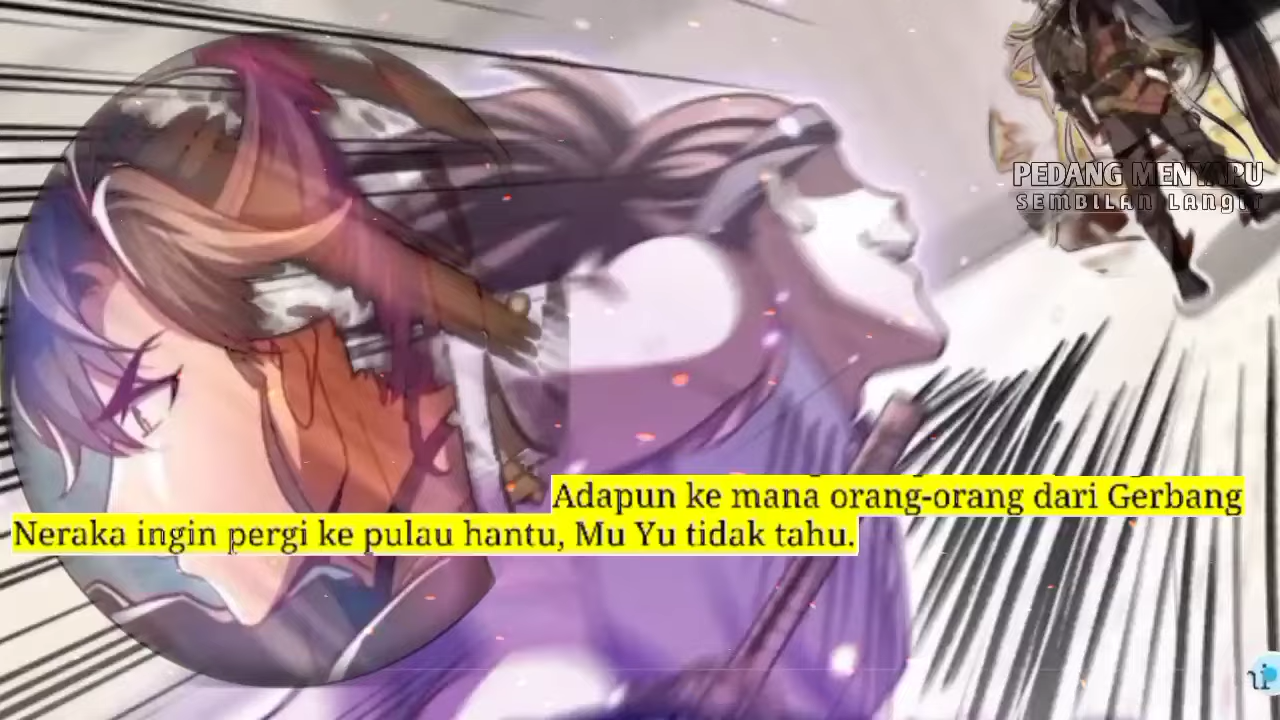 PEDANG MENYAPU
SEMBILAN LANGIT
Adapun ke mana orang-orang dari Gerbang
Neraka ingin pergi ke pulau hantu, Mu Yu tidak tahu.